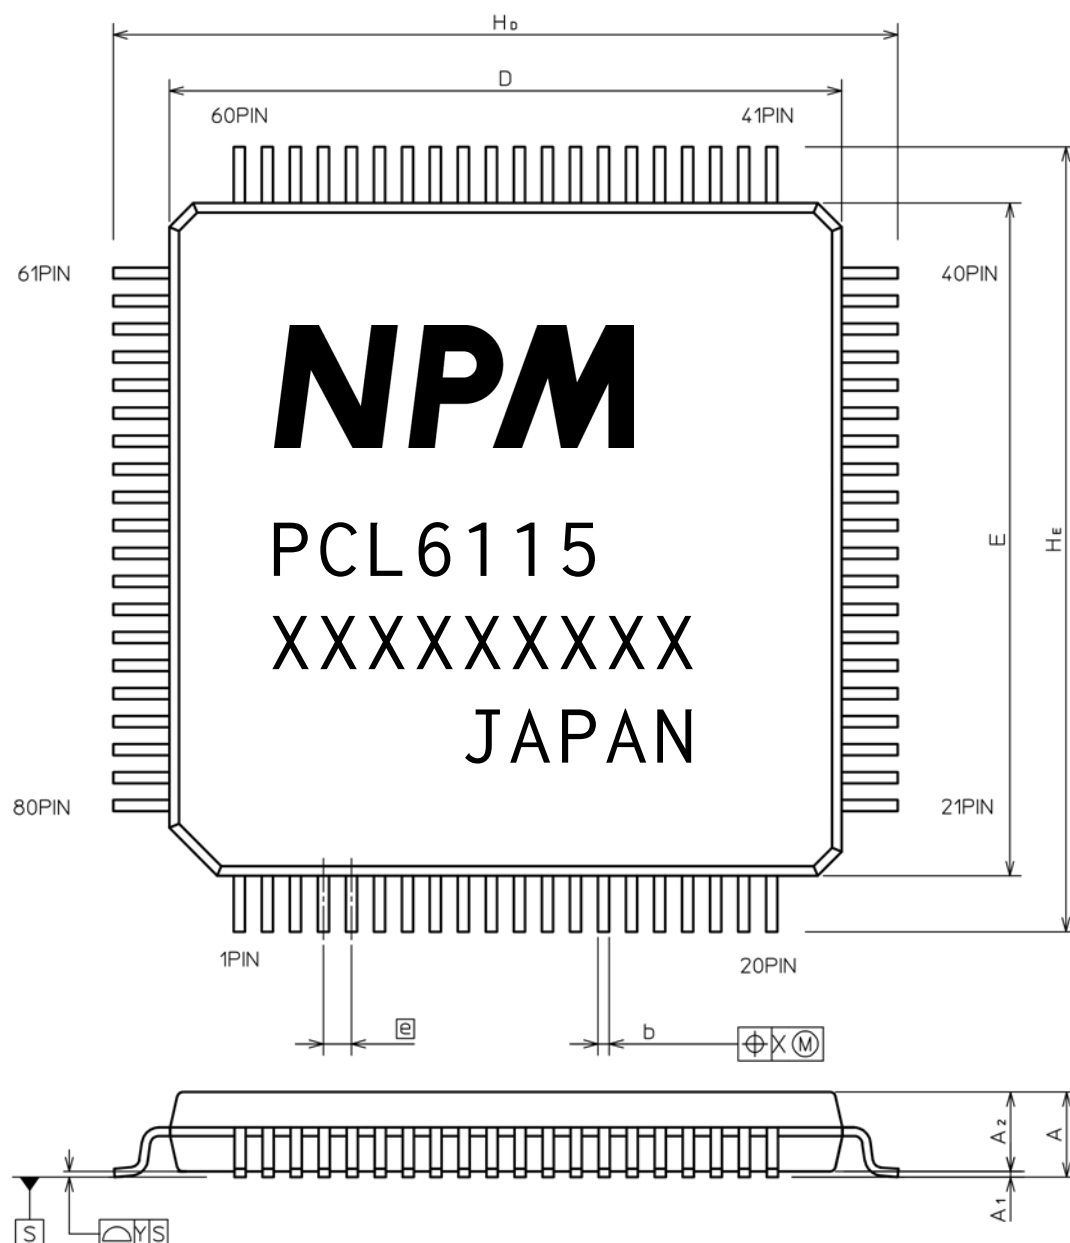 HD
D
60PIN 41PIN
61PIN 40PIN
NPM
PCL6115
XXXXXXXXX
JAPAN
E
HE
80PIN 21PIN
1PIN 20PIN
e
b
X M
A2
A
A1
S
Y S